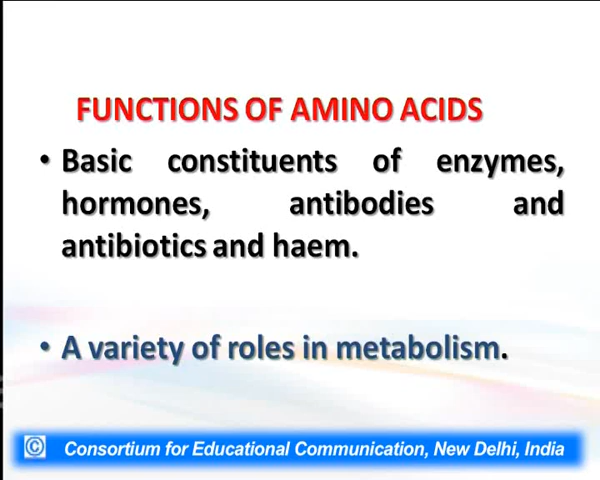 FUNCTIONS OF AMINO ACIDS
• Basic constituents of enzymes,
hormones, antibodies and
antibiotics and haem.
• A variety of roles in metabolism.
© Consortium for Educational Communication, New Delhi, India